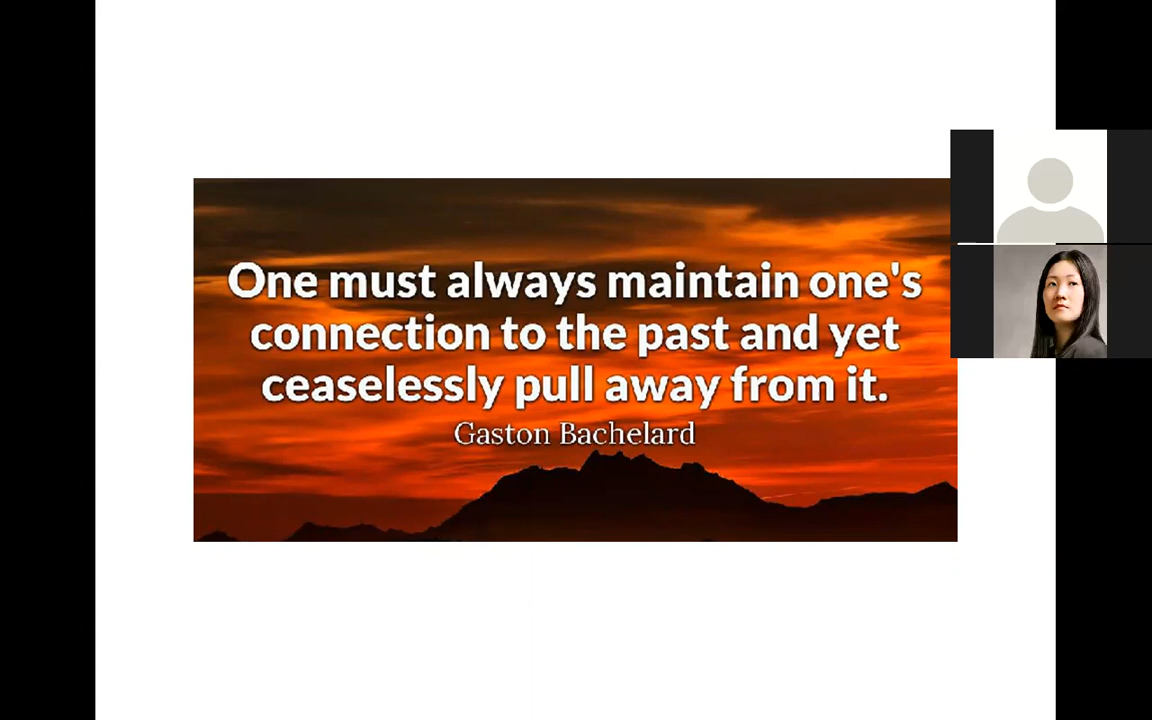 One must always maintain one's
connection to the past and yet
ceaselessly pull away from it.
Gaston Bachelard